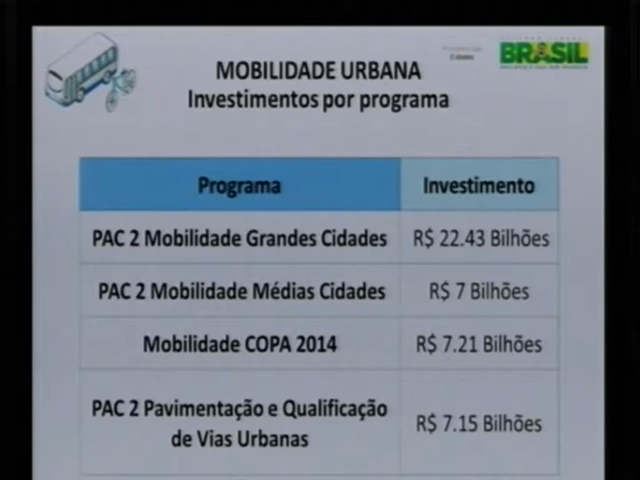 MOBILIDADE URBANA
Investimentos por programa
Cidades
BRASIL
Programa
Investimento
PAC 2 Mobilidade Grandes Cidades
R$ 22.43 Bilhões
PAC 2 Mobilidade Médias Cidades
R$ 7 Bilhões
Mobilidade COPA 2014
R$ 7.21 Bilhões
PAC 2 Pavimentação e Qualificação
de Vias Urbanas
R$ 7.15 Bilhões